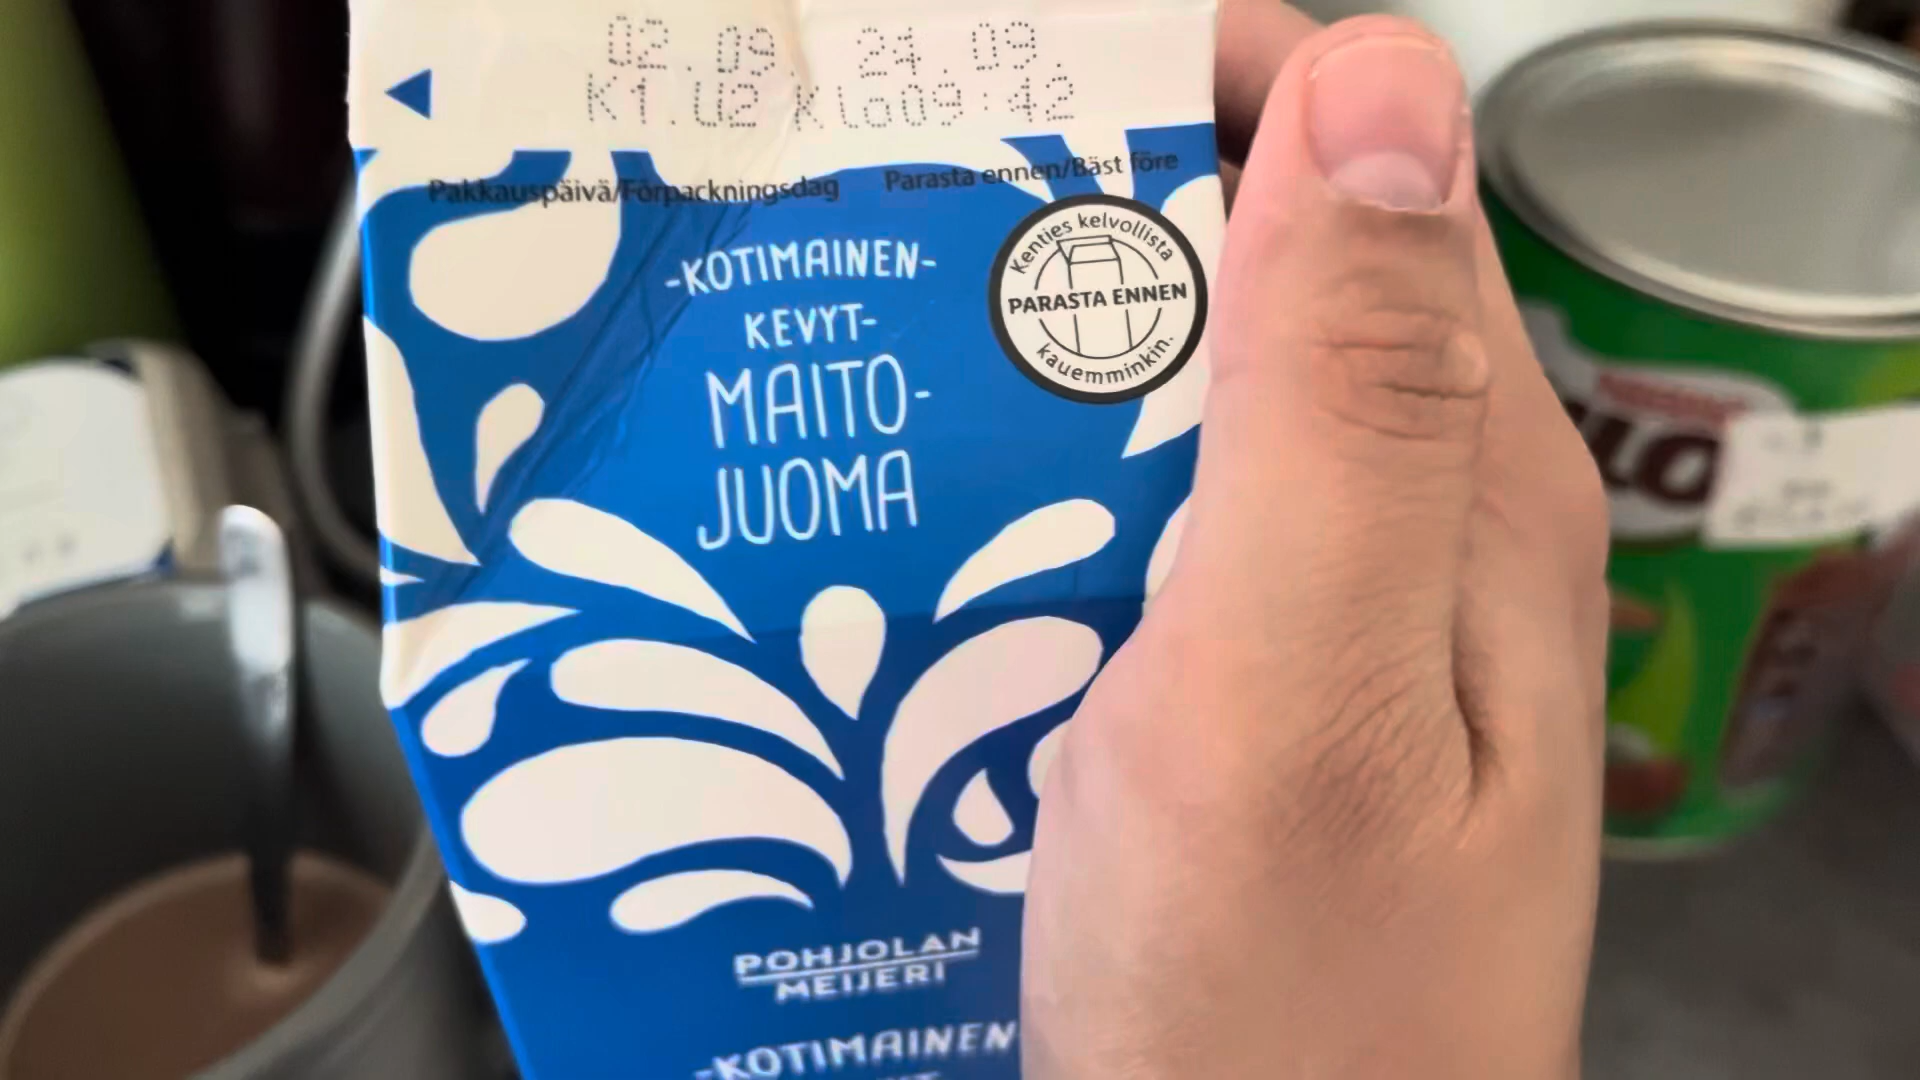 02.09 24.09.
K1.U2 klo09:42
Pakkauspäivä/Förpackningsdag Parasta ennen/Bäst före
Kenties kelvollista
PARASTA ENNEN
kauemminkin.
-KOTIMAINEN-
KEVYT-
MAITO-
JUOMA
POHJOLAN
MEIJERI
-KOTIMAINEN